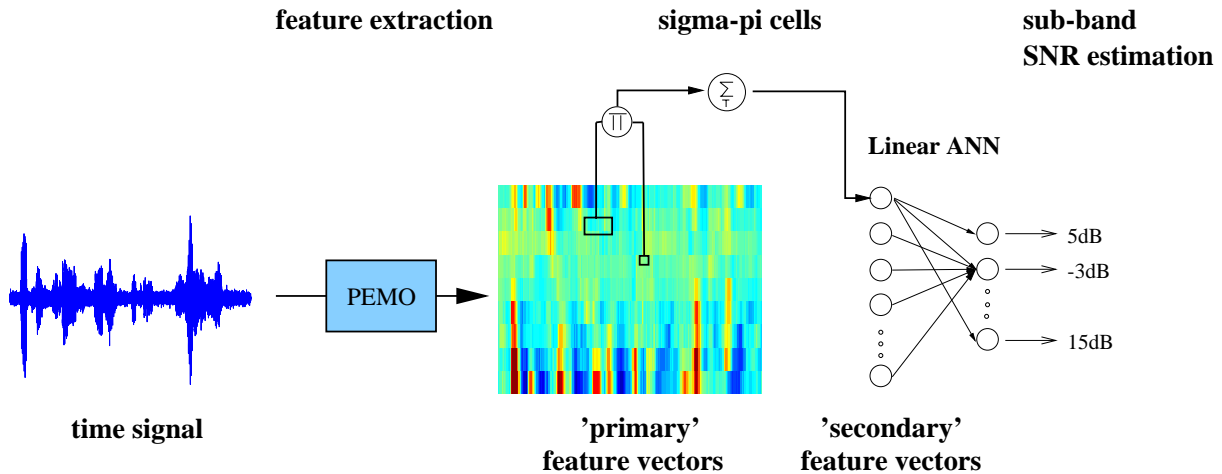 feature extraction
sigma-pi cells
sub-band
SNR estimation
∏
∑
T
Linear ANN
PEMO
5dB
-3dB
15dB
time signal
’primary’
feature vectors
’secondary’
feature vectors